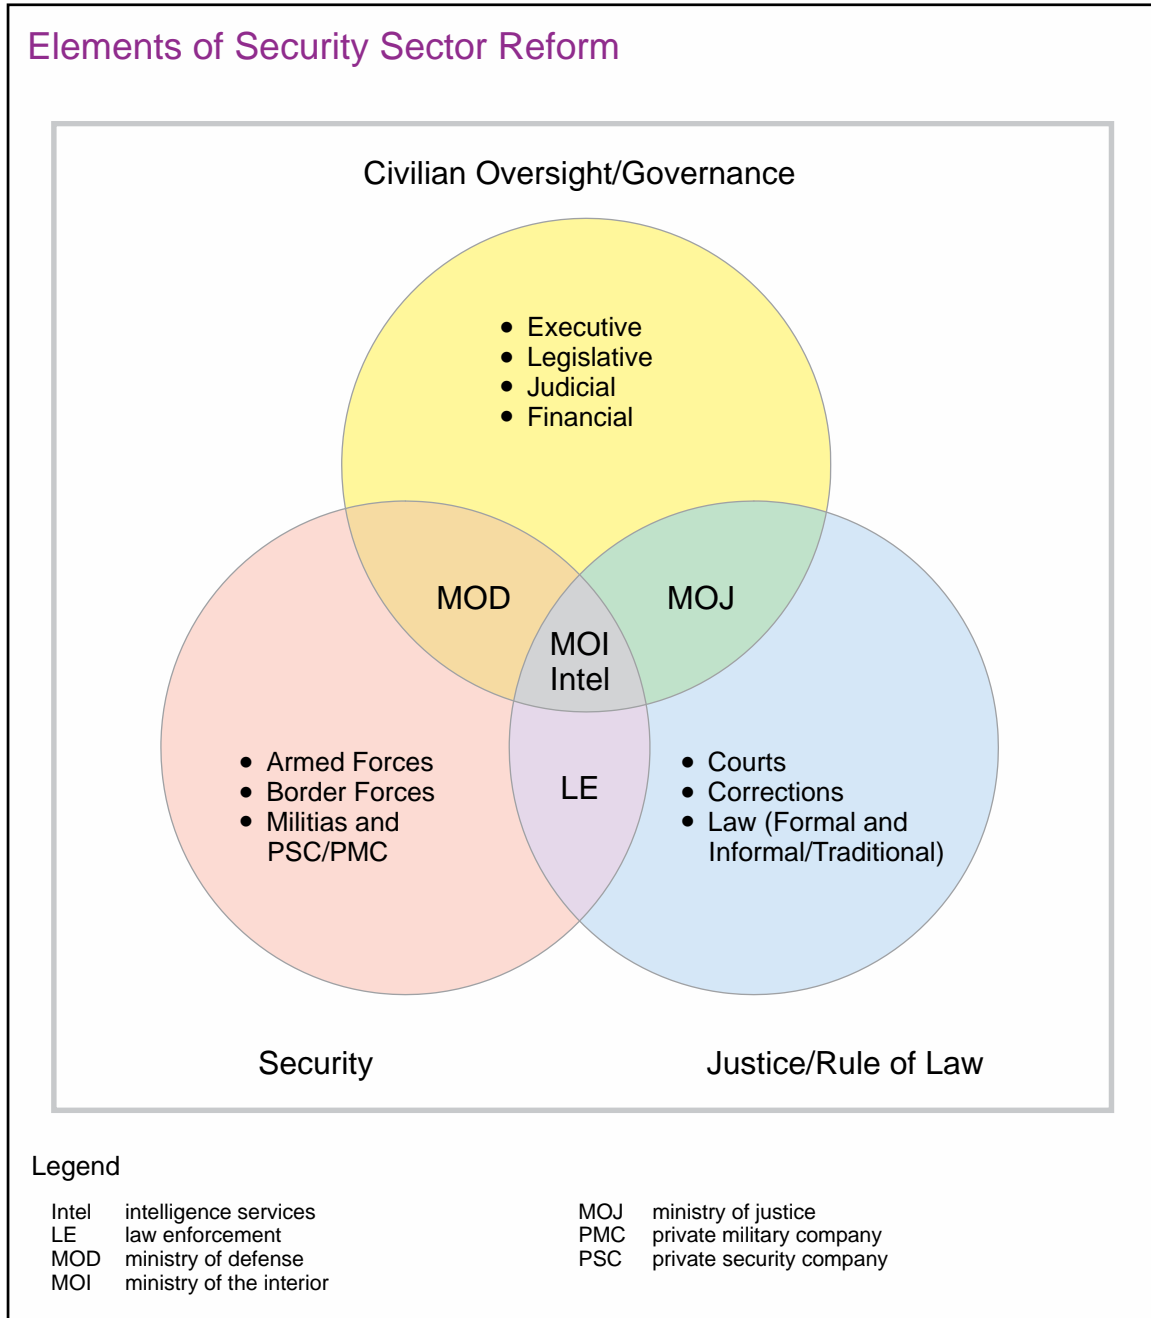 Elements of Security Sector Reform
Civilian Oversight/Governance
• Executive
• Legislative
• Judicial
• Financial
MOD
MOJ
MOI
Intel
• Armed Forces
• Border Forces
• Militias and
PSC/PMC
LE
• Courts
• Corrections
• Law (Formal and
Informal/Traditional)
Security
Justice/Rule of Law
Legend
Intel intelligence services
LE law enforcement
MOD ministry of defense
MOI ministry of the interior
MOJ ministry of justice
PMC private military company
PSC private security company